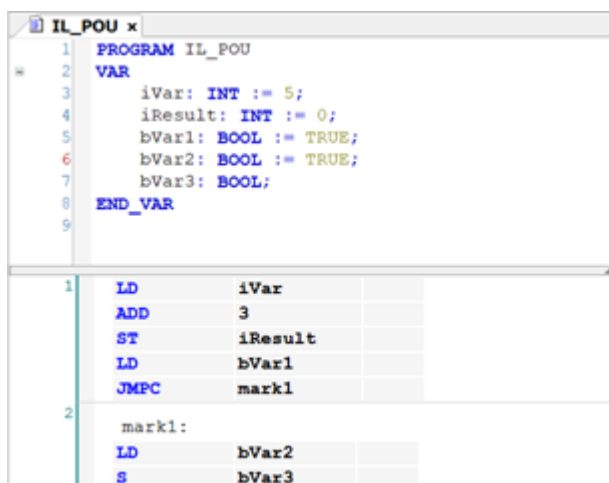 IL_POU ×
1 PROGRAM IL_POU
2 VAR
3 iVar: INT := 5;
4 iResult: INT := 0;
5 bVar1: BOOL := TRUE;
6 bVar2: BOOL := TRUE;
7 bVar3: BOOL;
8 END_VAR
9
1 LD iVar
ADD 3
ST iResult
LD bVar1
JMPC mark1
2
mark1:
LD bVar2
S bVar3